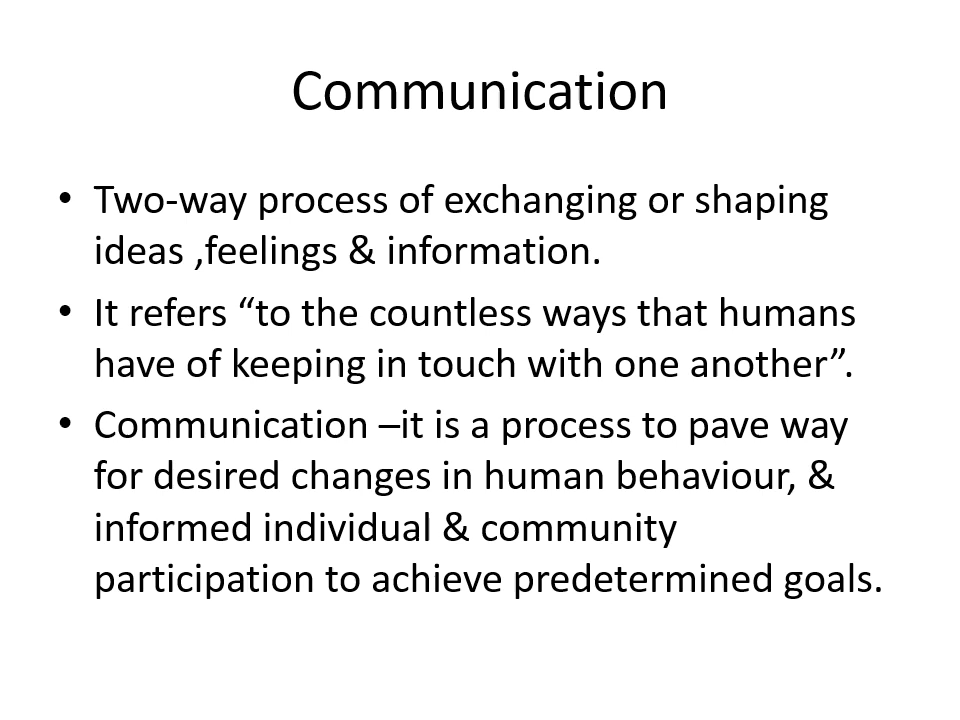 Communication
• Two-way process of exchanging or shaping
ideas ,feelings & information.
• It refers “to the countless ways that humans
have of keeping in touch with one another”.
• Communication –it is a process to pave way
for desired changes in human behaviour, &
informed individual & community
participation to achieve predetermined goals.